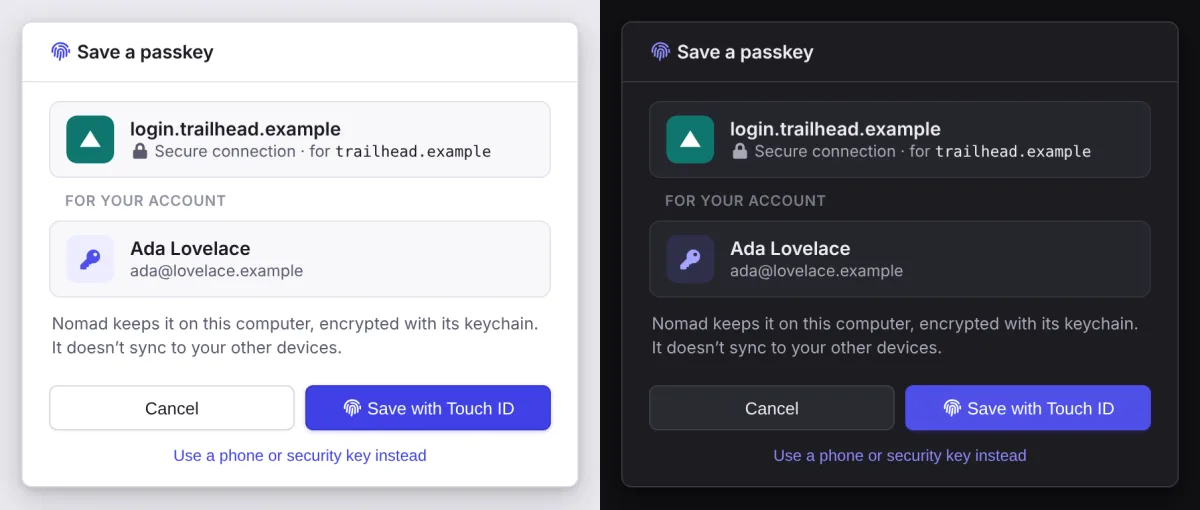 Save a passkey
login.trailhead.example
Secure connection · for trailhead.example
FOR YOUR ACCOUNT
Ada Lovelace
ada@lovelace.example
Nomad keeps it on this computer, encrypted with its keychain.
It doesn’t sync to your other devices.
Cancel
Save with Touch ID
Use a phone or security key instead
Save a passkey
login.trailhead.example
Secure connection · for trailhead.example
FOR YOUR ACCOUNT
Ada Lovelace
ada@lovelace.example
Nomad keeps it on this computer, encrypted with its keychain.
It doesn’t sync to your other devices.
Cancel
Save with Touch ID
Use a phone or security key instead